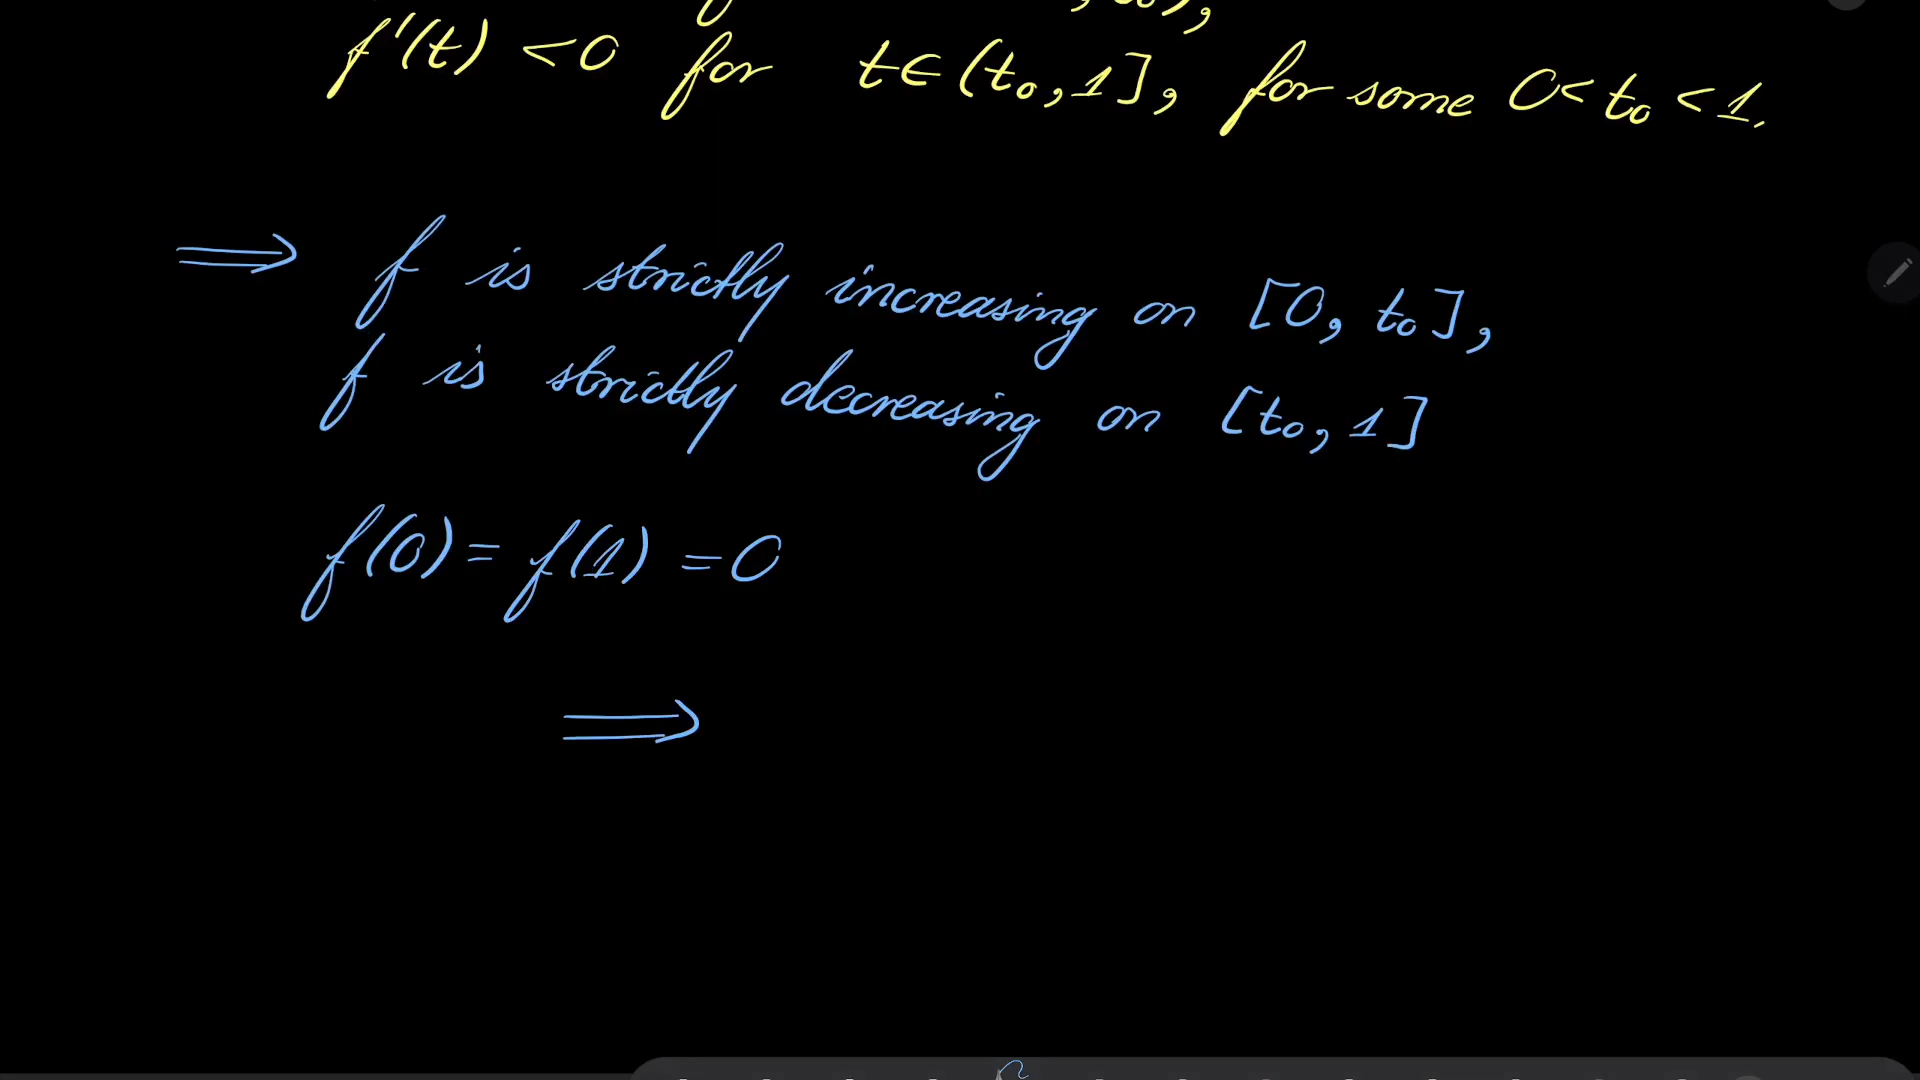 f'(t) <0 for t∈(t₀,1], for some 0<t₀<1.
⟹ f is strictly increasing on [0, t₀],
f is strictly decreasing on [t₀, 1]
f(0) = f(1) = 0
⟹